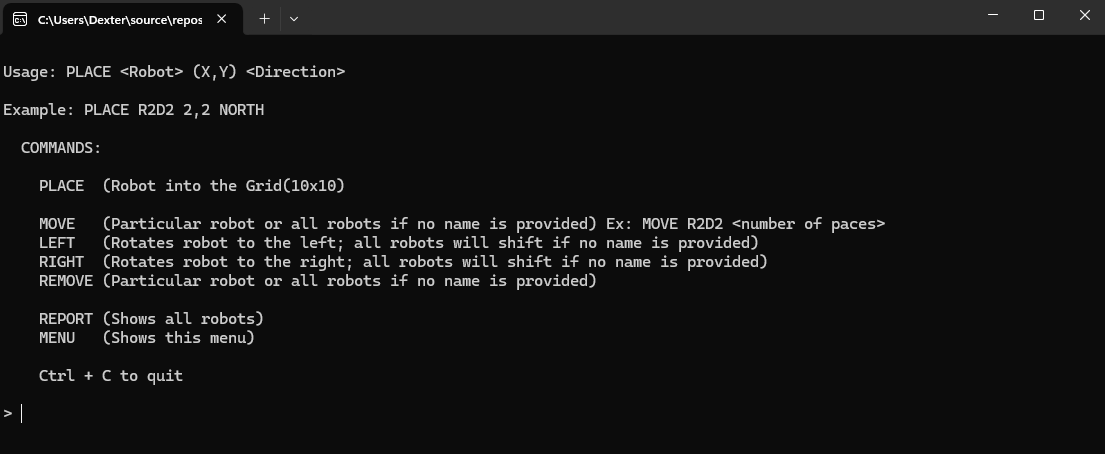 C:\Users\Dexter\source\repos
Usage: PLACE <Robot> (X,Y) <Direction>
Example: PLACE R2D2 2,2 NORTH
COMMANDS:
PLACE  (Robot into the Grid(10x10)
MOVE   (Particular robot or all robots if no name is provided) Ex: MOVE R2D2 <number of paces>
LEFT   (Rotates robot to the left; all robots will shift if no name is provided)
RIGHT  (Rotates robot to the right; all robots will shift if no name is provided)
REMOVE (Particular robot or all robots if no name is provided)
REPORT (Shows all robots)
MENU   (Shows this menu)
Ctrl + C to quit
>